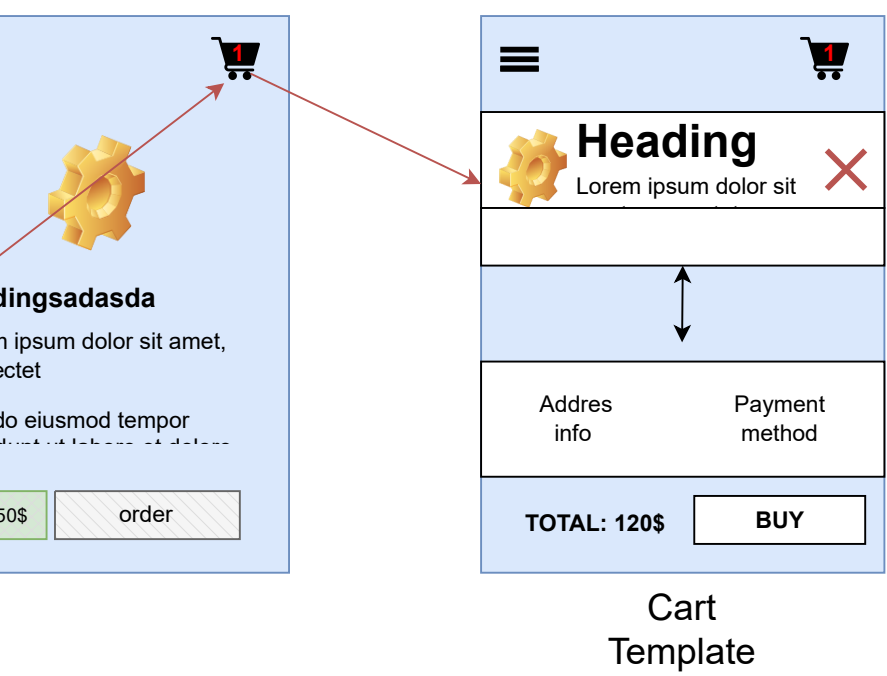 1
dingsadasda
ipsum dolor sit amet,
do eiusmod tempor
50$
order
1
Heading
Lorem ipsum dolor sit
Addres
info
Payment
method
TOTAL: 120$
BUY
Cart
Template